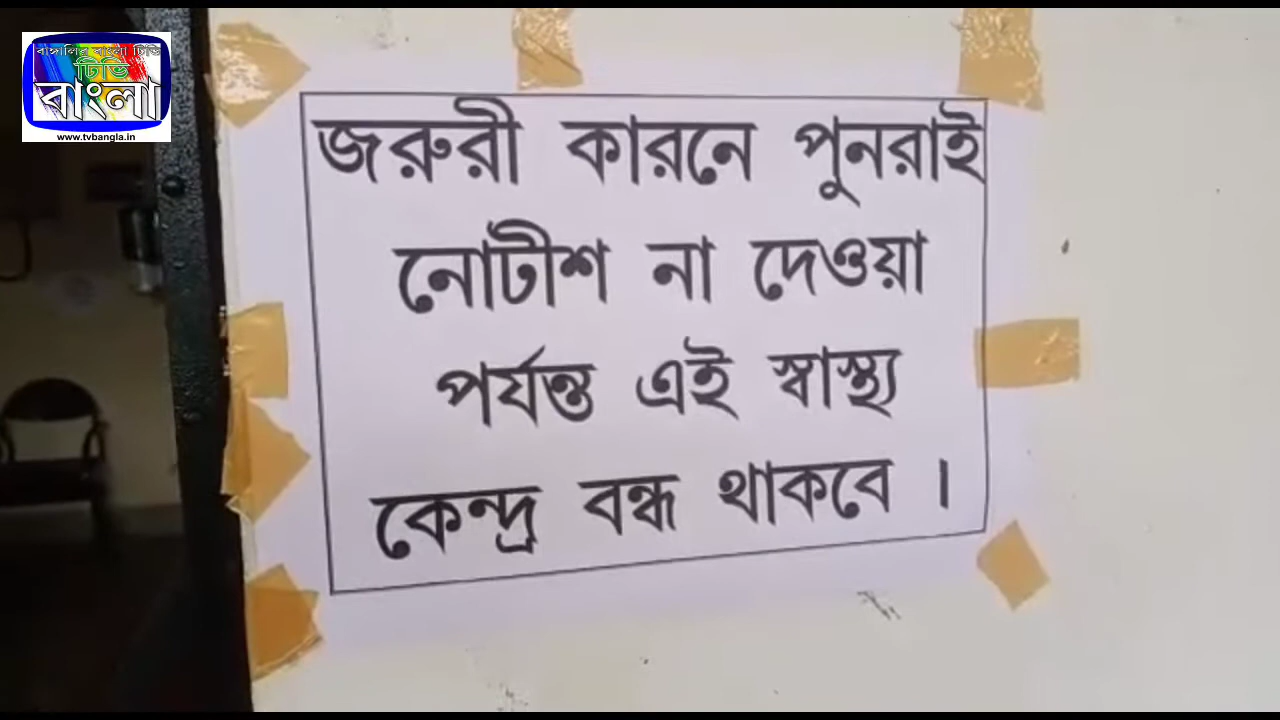 বাঙ্গালির বাংলা টিভি
টিভি
বাংলা
www.tvbangla.in
জরুরী কারনে পুনরাই
নোটীশ না দেওয়া
পর্যন্ত এই স্বাস্থ্য
কেন্দ্র বন্ধ থাকবে ।